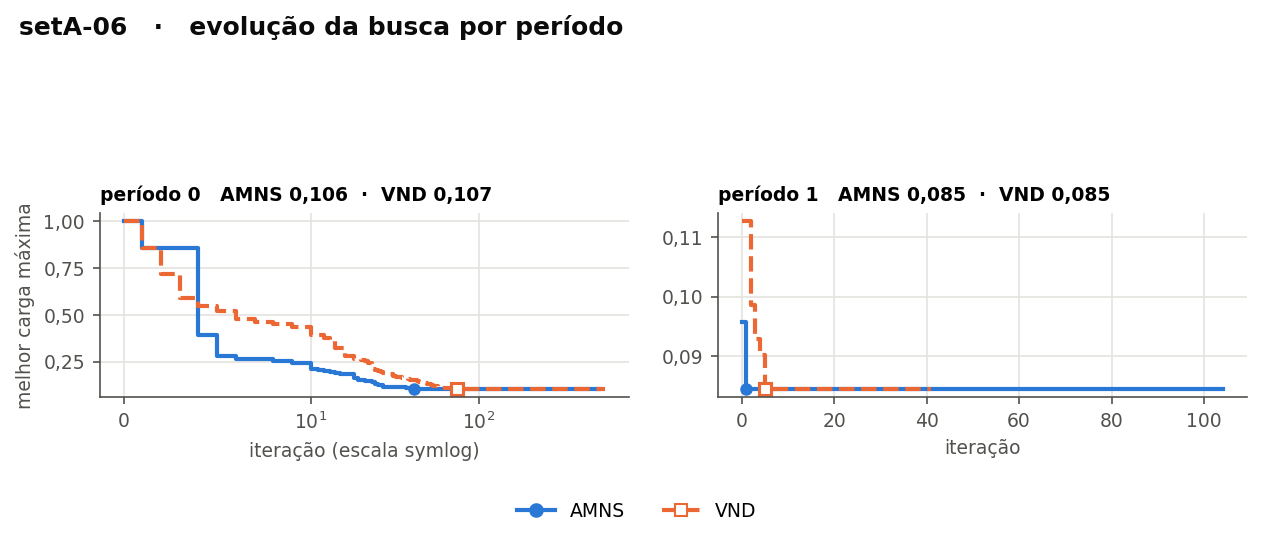 setA-06 · evolução da busca por período
período 0 AMNS 0,106 · VND 0,107
melhor carga máxima
1,00
0,75
0,50
0,25
0
10¹
10²
iteração (escala symlog)
período 1 AMNS 0,085 · VND 0,085
0,11
0,10
0,09
0
20
40
60
80
100
iteração
AMNS
VND